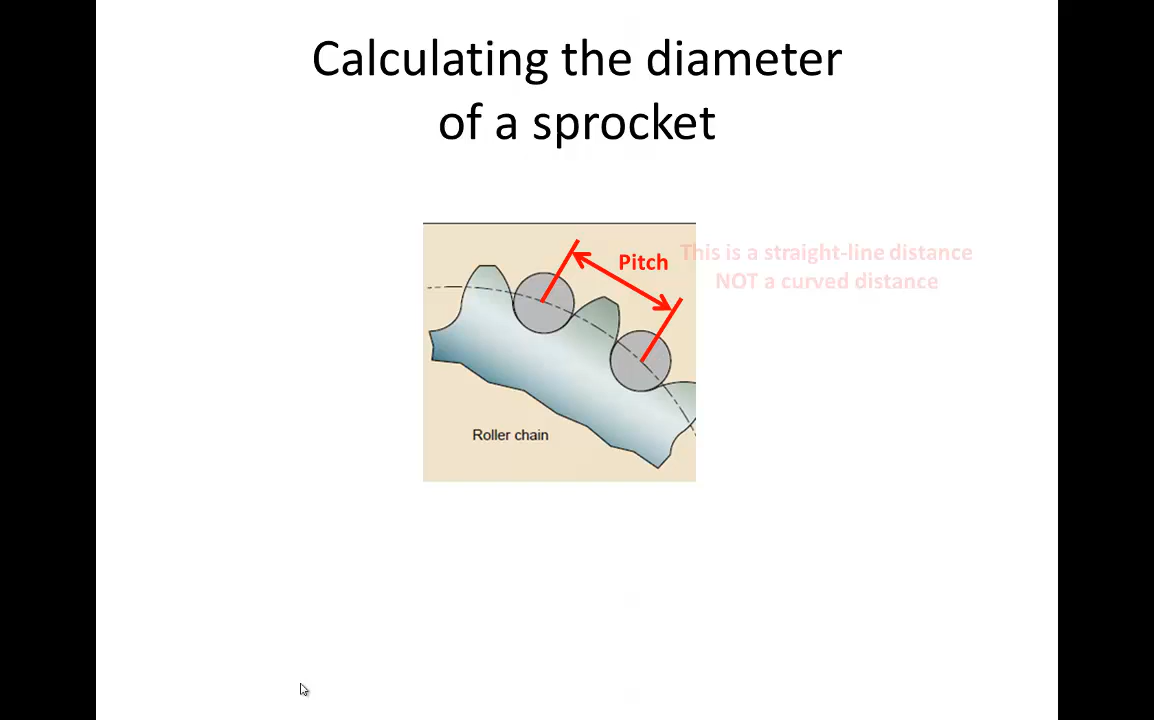 Calculating the diameter
of a sprocket
Pitch
This is a straight-line distance
NOT a curved distance
Roller chain